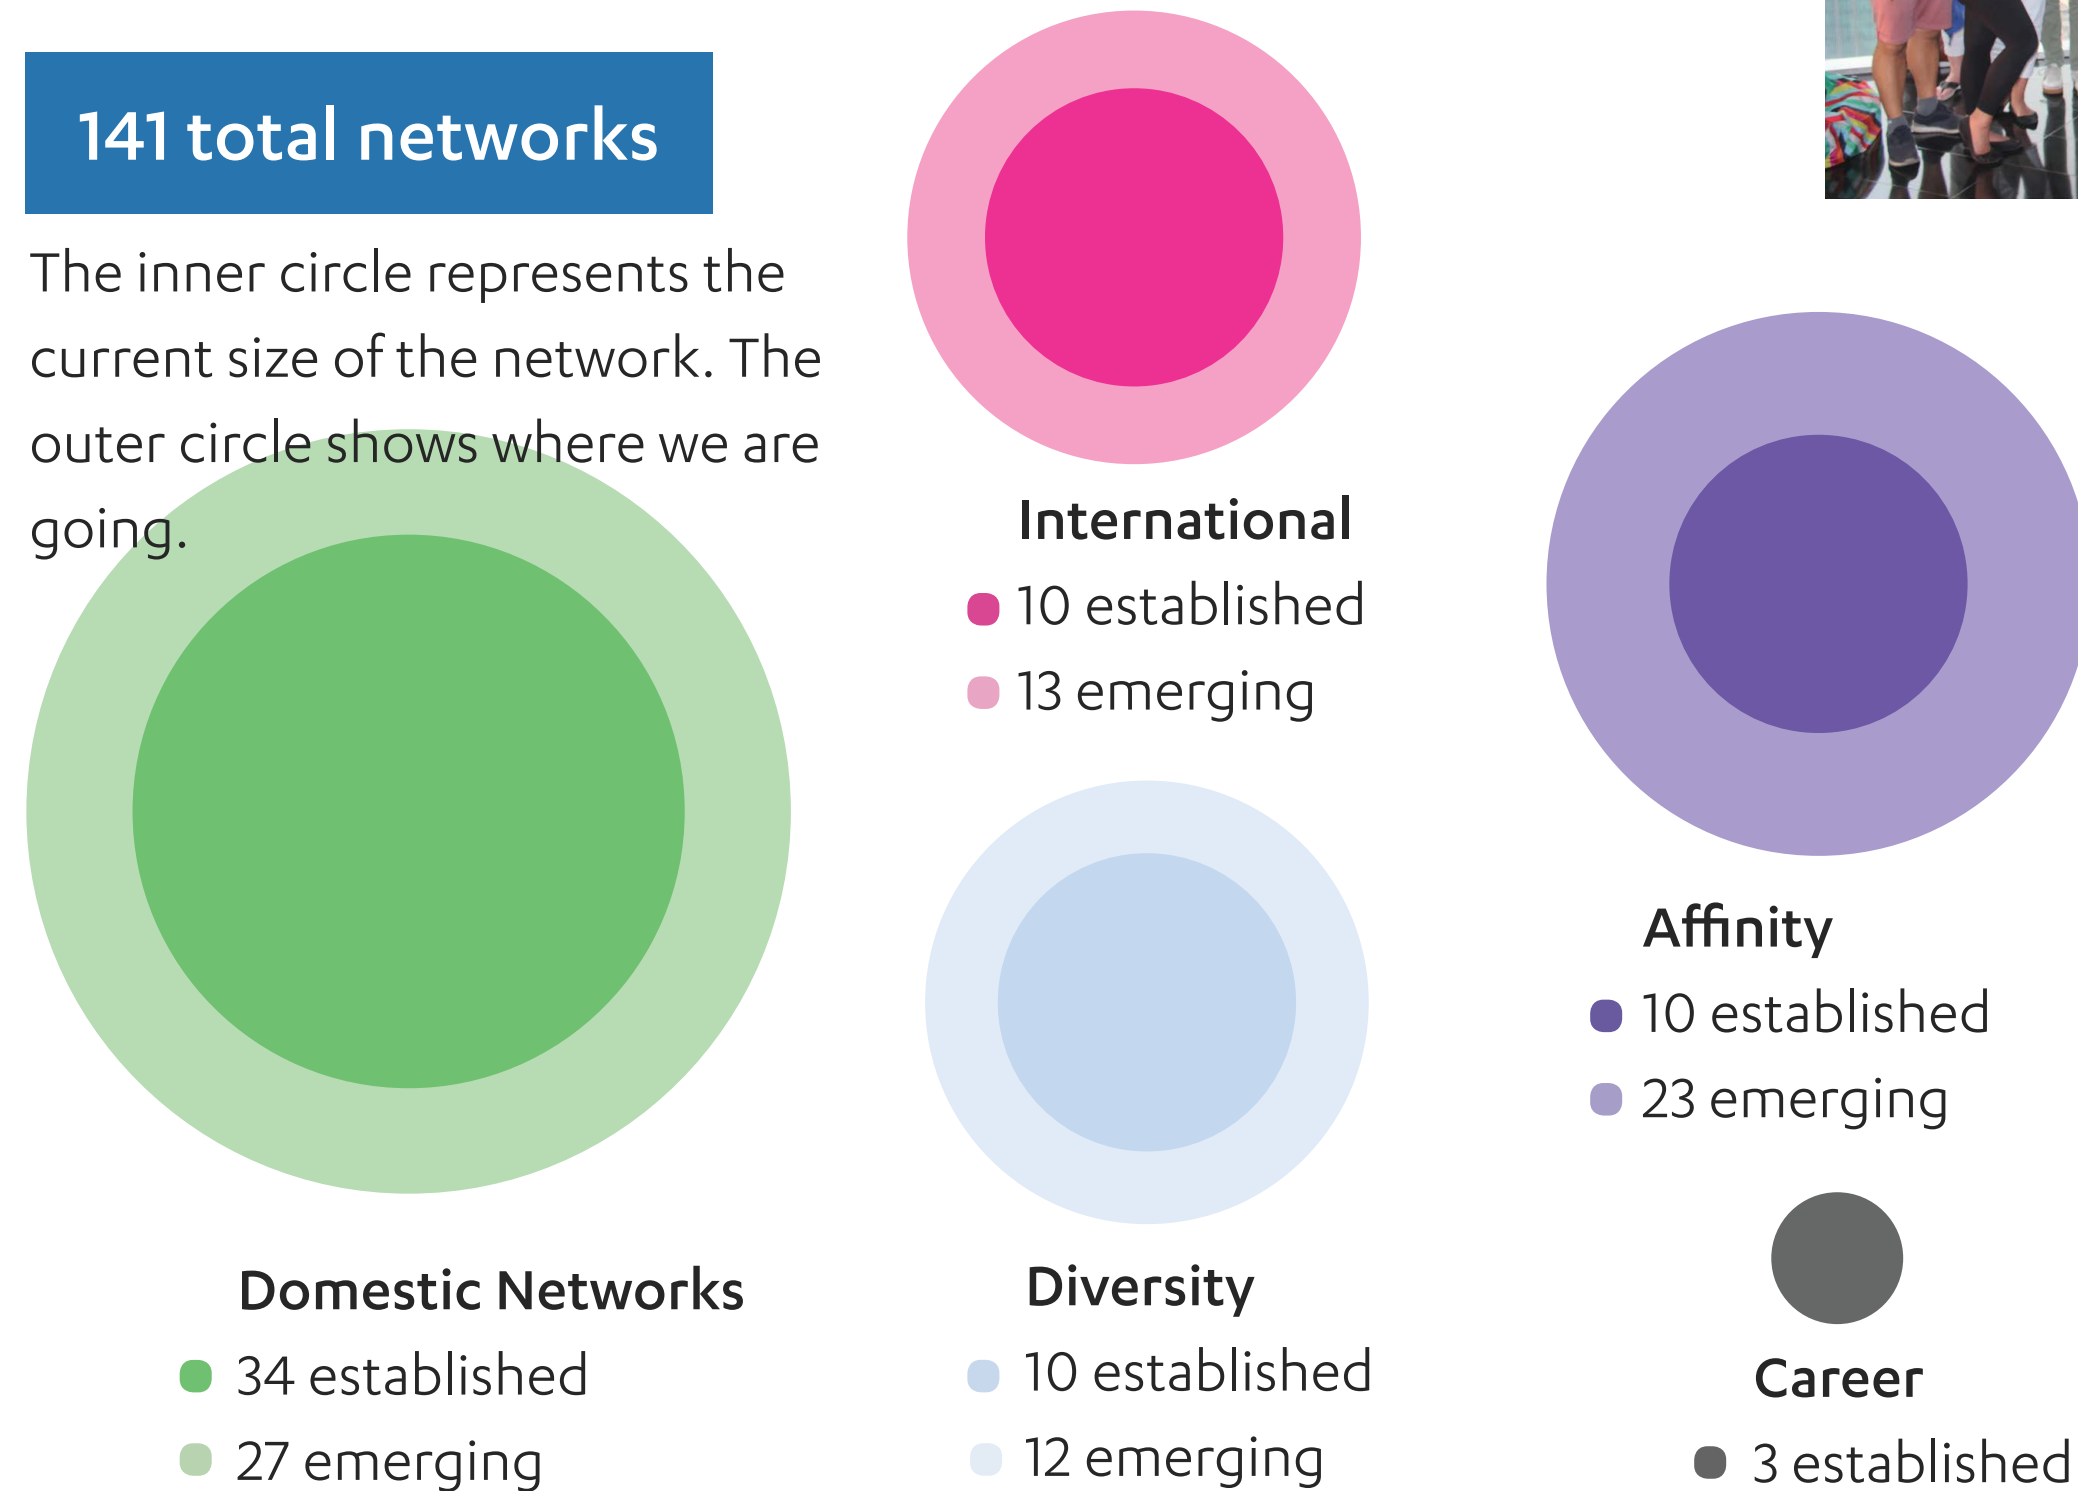 141 total networks
The inner circle represents the
current size of the network. The
outer circle shows where we are
going.
International
10 established
13 emerging
Affinity
10 established
23 emerging
Domestic Networks
34 established
27 emerging
Diversity
10 established
12 emerging
Career
3 established